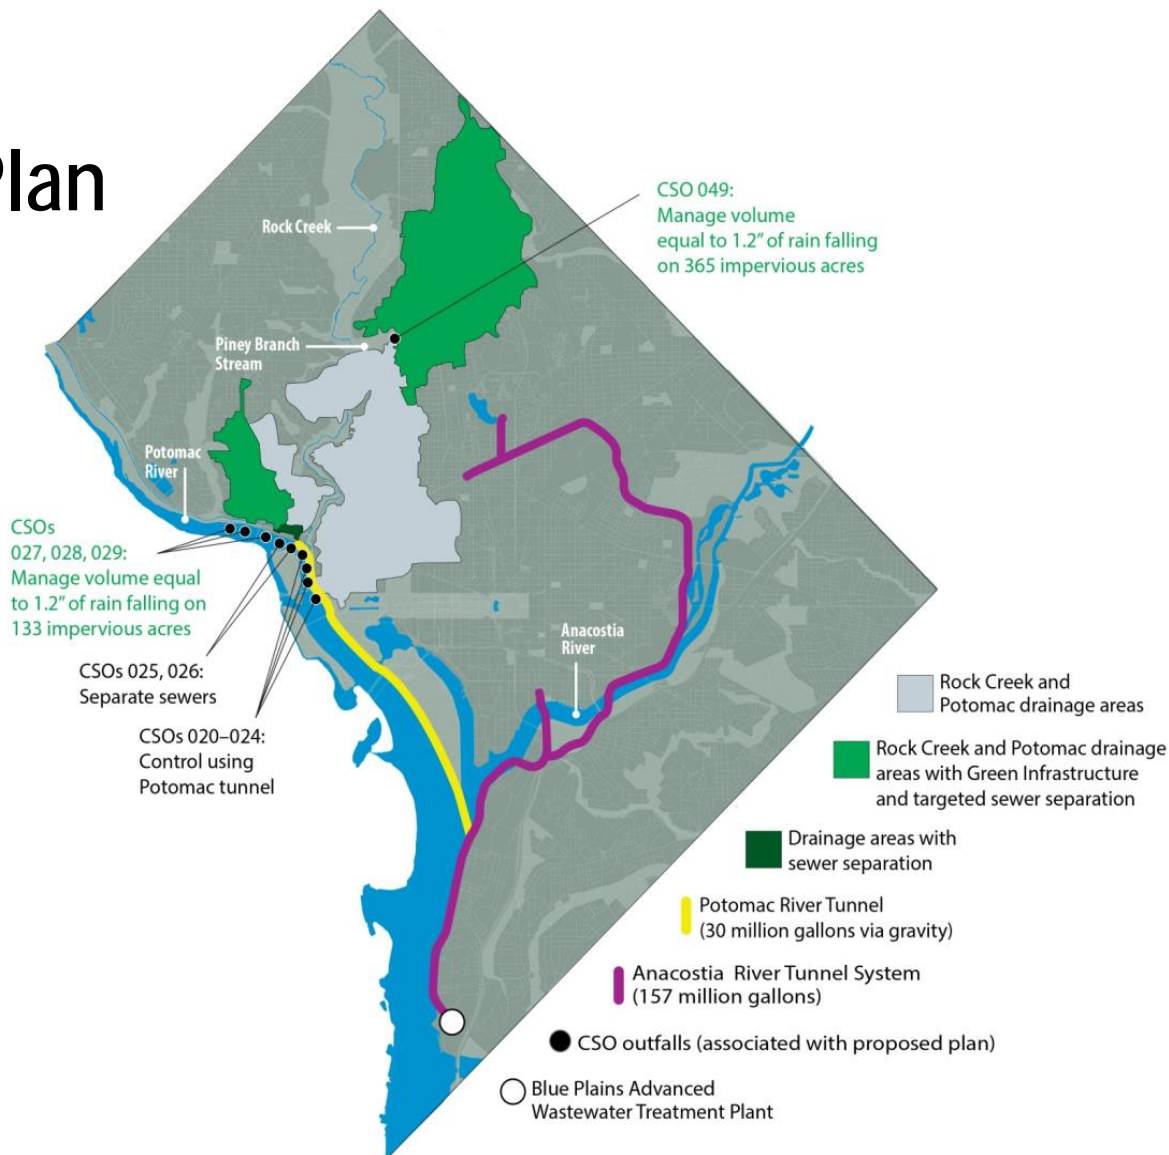 Plan
CSO 049:
Manage volume
equal to 1.2" of rain falling
on 365 impervious acres
Rock Creek
Piney Branch
Stream
Potomac
River
CSOs
027, 028, 029:
Manage volume equal
to 1.2" of rain falling on
133 impervious acres
CSOs 025, 026:
Separate sewers
CSOs 020–024:
Control using
Potomac tunnel
Anacostia
River
Rock Creek and
Potomac drainage areas
Rock Creek and Potomac drainage
areas with Green Infrastructure
and targeted sewer separation
Drainage areas with
sewer separation
Potomac River Tunnel
(30 million gallons via gravity)
Anacostia River Tunnel System
(157 million gallons)
CSO outfalls (associated with proposed plan)
Blue Plains Advanced
Wastewater Treatment Plant